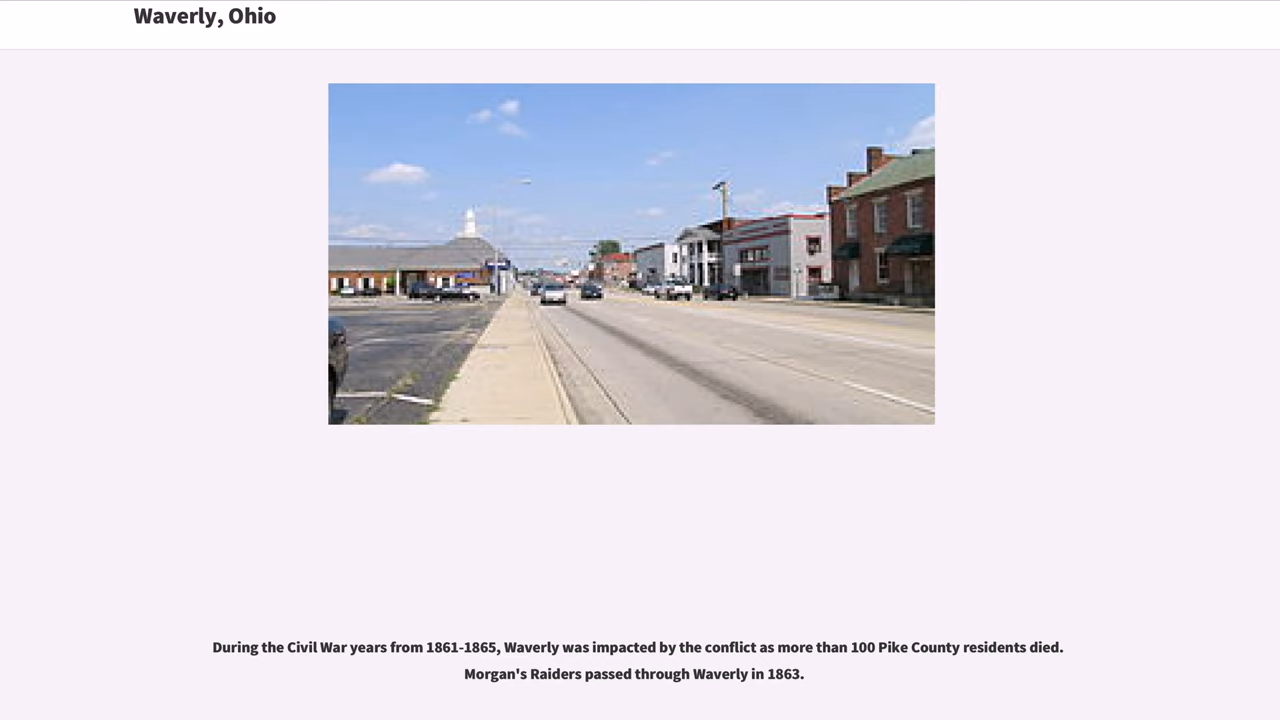 Waverly, Ohio
During the Civil War years from 1861-1865, Waverly was impacted by the conflict as more than 100 Pike County residents died.
Morgan's Raiders passed through Waverly in 1863.